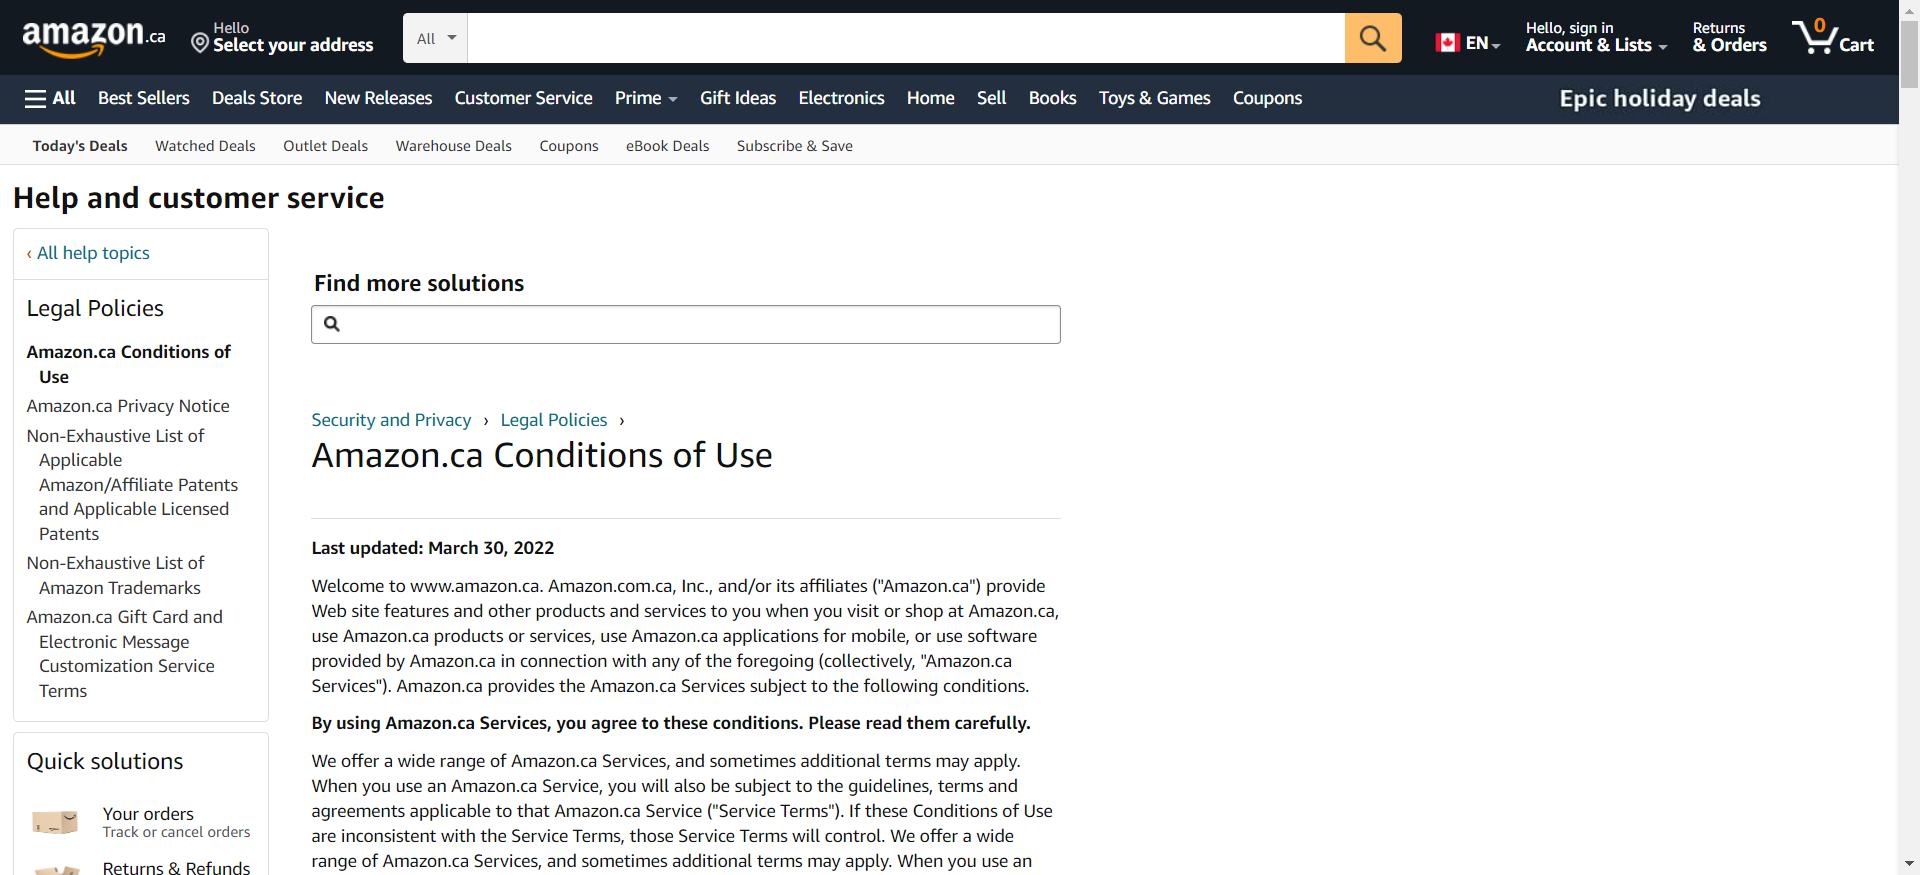 amazon.ca
Hello
Select your address
All
EN
Hello, sign in
Account & Lists
Returns
& Orders
0
Cart
All
Best Sellers
Deals Store
New Releases
Customer Service
Prime
Gift Ideas
Electronics
Home
Sell
Books
Toys & Games
Coupons
Epic holiday deals
Today's Deals
Watched Deals
Outlet Deals
Warehouse Deals
Coupons
eBook Deals
Subscribe & Save
Help and customer service
‹ All help topics
Legal Policies
Amazon.ca Conditions of
Use
Amazon.ca Privacy Notice
Non-Exhaustive List of
Applicable
Amazon/Affiliate Patents
and Applicable Licensed
Patents
Non-Exhaustive List of
Amazon Trademarks
Amazon.ca Gift Card and
Electronic Message
Customization Service
Terms
Quick solutions
Your orders
Track or cancel orders
Returns & Refunds
Find more solutions
Security and Privacy › Legal Policies ›
Amazon.ca Conditions of Use
Last updated: March 30, 2022
Welcome to www.amazon.ca. Amazon.com.ca, Inc., and/or its affiliates ("Amazon.ca") provide
Web site features and other products and services to you when you visit or shop at Amazon.ca,
use Amazon.ca products or services, use Amazon.ca applications for mobile, or use software
provided by Amazon.ca in connection with any of the foregoing (collectively, "Amazon.ca
Services"). Amazon.ca provides the Amazon.ca Services subject to the following conditions.
By using Amazon.ca Services, you agree to these conditions. Please read them carefully.
We offer a wide range of Amazon.ca Services, and sometimes additional terms may apply.
When you use an Amazon.ca Service, you will also be subject to the guidelines, terms and
agreements applicable to that Amazon.ca Service ("Service Terms"). If these Conditions of Use
are inconsistent with the Service Terms, those Service Terms will control. We offer a wide
range of Amazon.ca Services, and sometimes additional terms may apply. When you use an